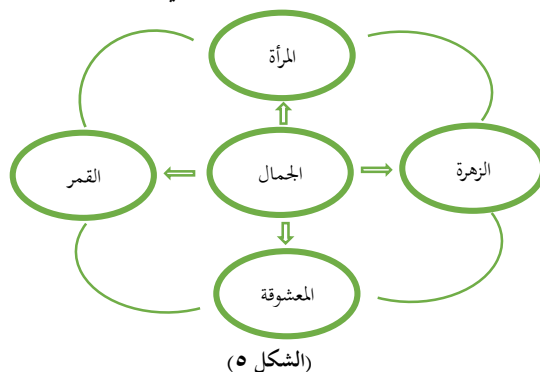 المرأة
الزهرة
الجمال
القمر
المعشوقة
(الشكل ٥)